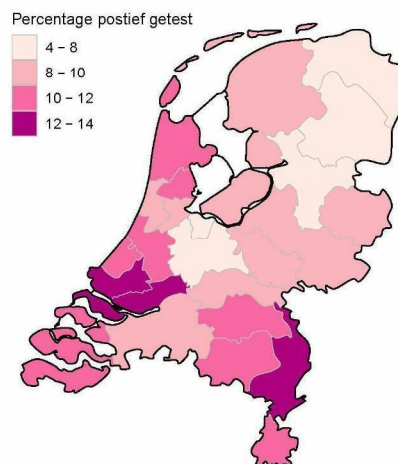 Percentage postief getest
4 – 8
8 – 10
10 – 12
12 – 14